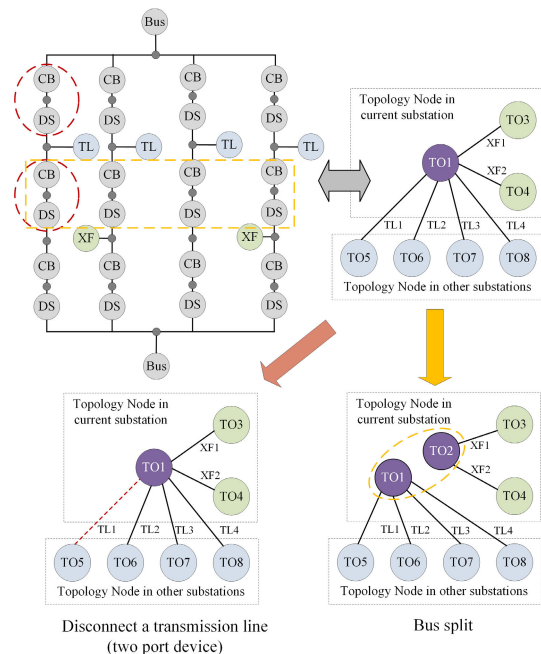 Bus
CB CB CB CB
DS DS DS DS
TL TL TL TL
CB CB CB CB
DS DS DS DS
XF XF
CB CB CB CB
DS DS DS DS
Bus
Topology Node in
current substation
TO3
XF1
TO1
XF2
TO4
TL1 TL2 TL3 TL4
TO5 TO6 TO7 TO8
Topology Node in other substations
Topology Node in
current substation
TO3
XF1
TO1
XF2
TO4
TL1 TL2 TL3 TL4
TO5 TO6 TO7 TO8
Topology Node in other substations
Disconnect a transmission line
(two port device)
Topology Node in
current substation
TO3
TO2
XF1
TO1
XF2
TO4
TL1 TL2 TL3 TL4
TO5 TO6 TO7 TO8
Topology Node in other substations
Bus split